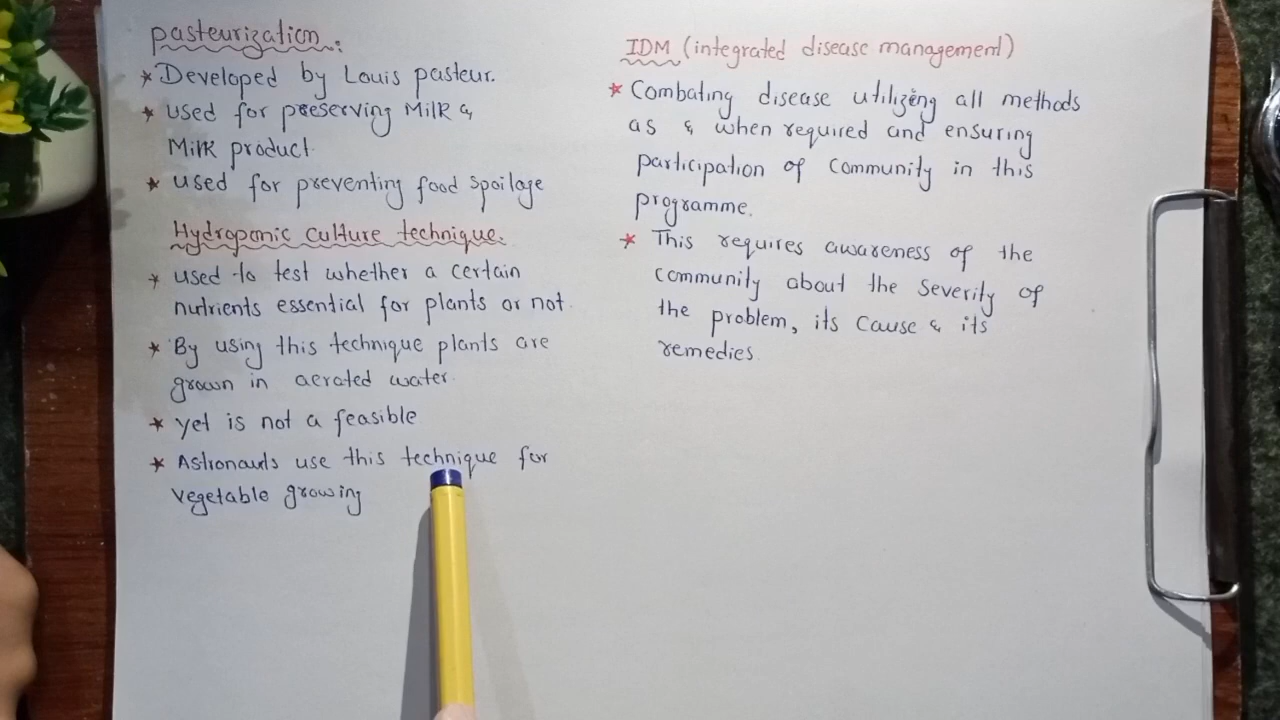 pasteurization:
* Developed by Louis pasteur.
* used for preserving Milk &
Milk product.
* used for preventing food spoilage
Hydroponic culture technique:
* used to test whether a certain
nutrients essential for plants or not.
* By using this technique plants are
grown in aerated water.
* yet is not a feasible
* Astronauts use this technique for
vegetable growing
IDM (integrated disease management)
* Combating disease utilizing all methods
as & when required and ensuring
participation of community in this
programme.
* This requires awareness of the
community about the severity of
the problem, its cause & its
remedies.